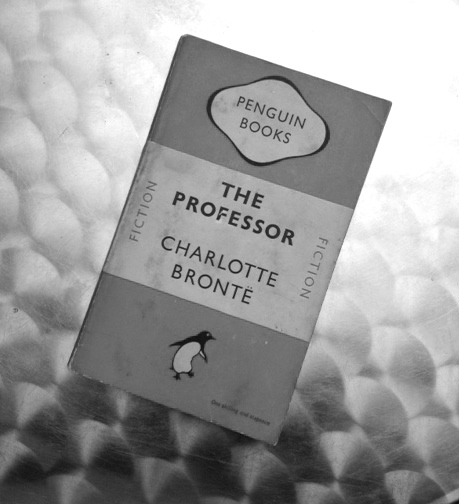 PENGUIN
BOOKS
THE
PROFESSOR
FICTION
FICTION
CHARLOTTE
BRONTË